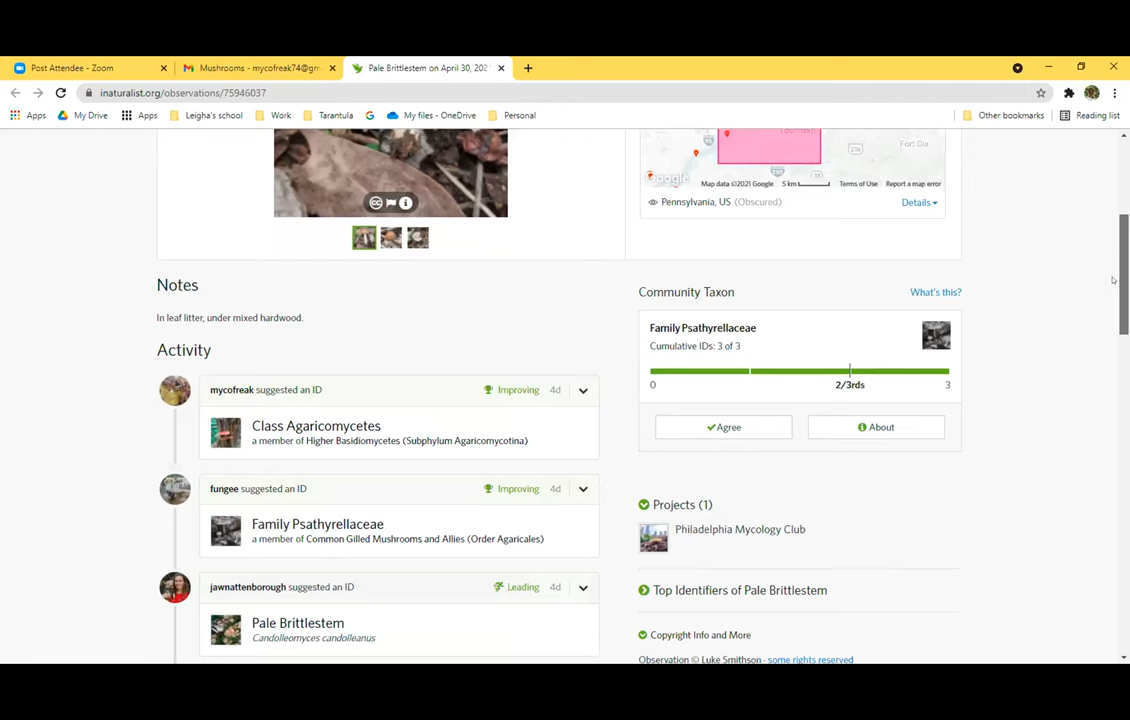 Post Attendee - Zoom
Mushrooms - mycofreak74@gm
Pale Brittlestem on April 30, 202
inaturalist.org/observations/75946037
Apps
My Drive
Apps
Leigha's school
Work
Tarantula
My files - OneDrive
Personal
Other bookmarks
Reading list
Township
Fort Dix
276
Google
Map data ©2021 Google
5 km
Terms of Use
Report a map error
Pennsylvania, US (Obscured)
Details
Notes
In leaf litter, under mixed hardwood.
Activity
mycofreak suggested an ID
Improving
4d
Class Agaricomycetes
a member of Higher Basidiomycetes (Subphylum Agaricomycotina)
fungee suggested an ID
Improving
4d
Family Psathyrellaceae
a member of Common Gilled Mushrooms and Allies (Order Agaricales)
jawnattenborough suggested an ID
Leading
4d
Pale Brittlestem
Candolleomyces candolleanus
Community Taxon
What's this?
Family Psathyrellaceae
Cumulative IDs: 3 of 3
0
2/3rds
3
Agree
About
Projects (1)
Philadelphia Mycology Club
Top Identifiers of Pale Brittlestem
Copyright Info and More
Observation © Luke Smithson · some rights reserved